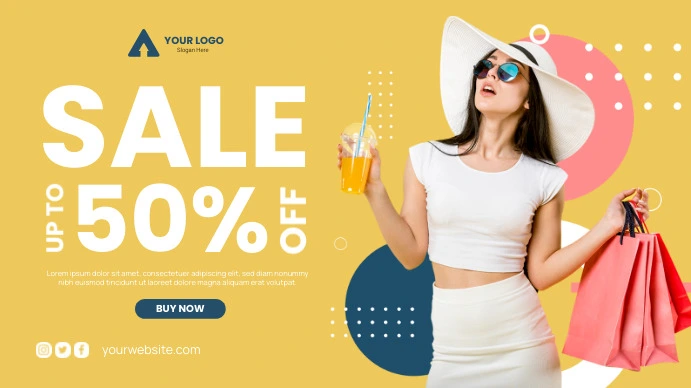 YOUR LOGO
Slogan Here
SALE
UP TO
50%
OFF
Lorem ipsum dolor sit amet, consectetuer adipiscing elit, sed diam nonummy
nibh euismod tincidunt ut laoreet dolore magna aliquam erat volutpat.
BUY NOW
yourwebsite.com